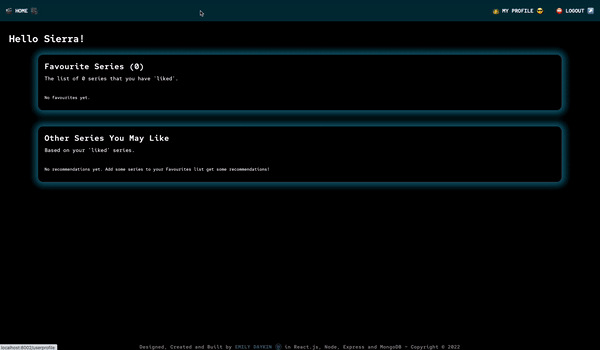 HOME
MY PROFILE
LOGOUT
Hello Sierra!
Favourite Series (0)
The list of 0 series that you have 'liked'.
No favourites yet.
Other Series You May Like
Based on your 'liked' series.
No recommendations yet. Add some series to your Favourites list get some recommendations!
Designed, Created and Built by EMILY DAYKIN in React.js, Node, Express and MongoDB ~ Copyright © 2022
localhost:8000/userprofile